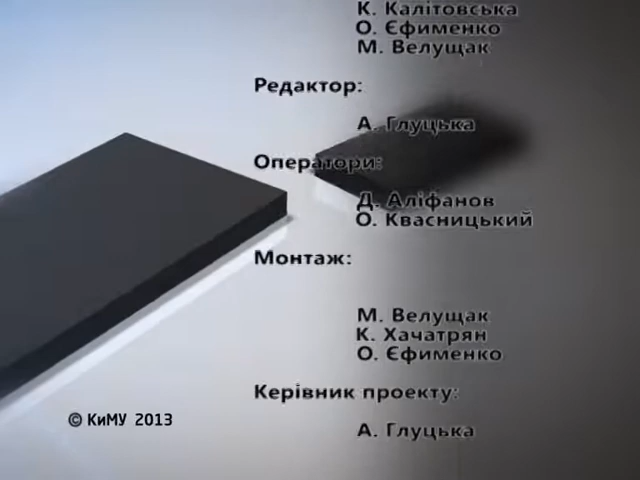 К. Калітовська
О. Єфименко
М. Велущак
Редактор:
А. Глуцька
Оператори:
Д. Аліфанов
О. Квасницький
Монтаж:
М. Велущак
К. Хачатрян
О. Єфименко
Керівник проекту:
© КиМУ 2013
А. Глуцька